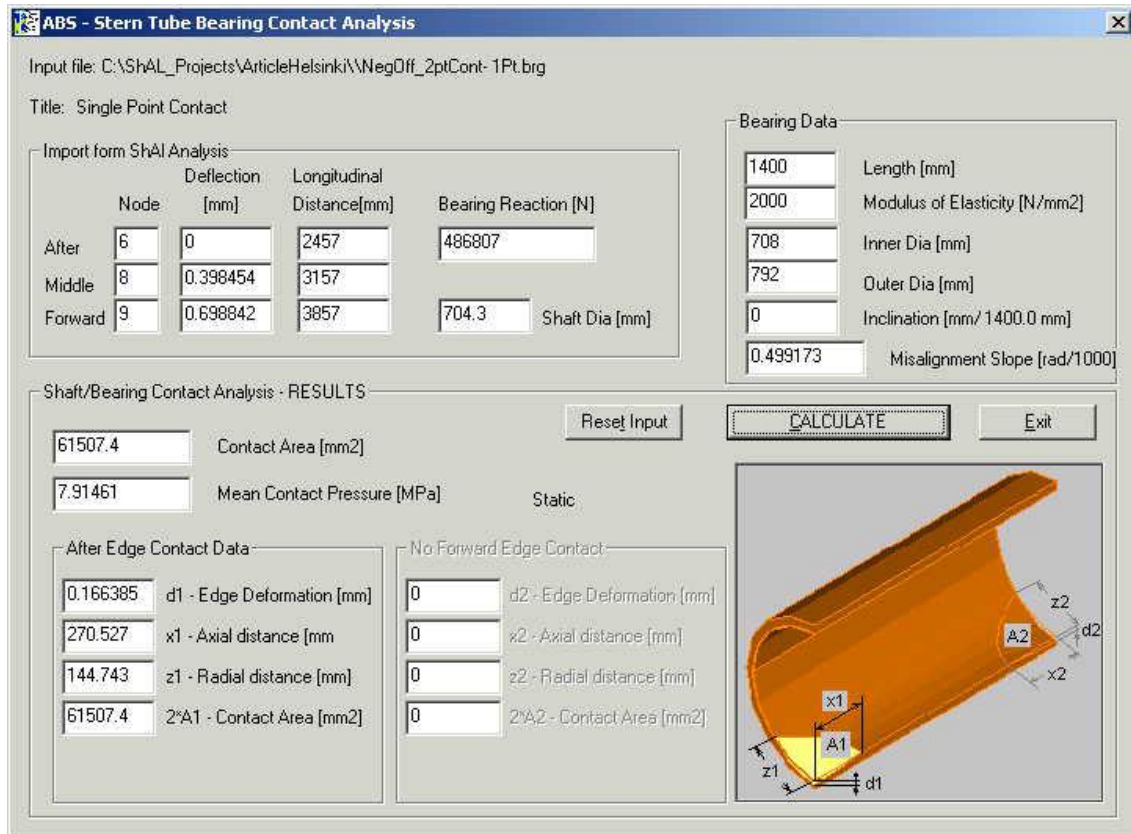 ABS - Stern Tube Bearing Contact Analysis
Input file: C:\ShAL_Projects\ArticleHelsinki\\NegOff_2ptCont- 1Pt.brg
Title: Single Point Contact
Import form ShAl Analysis
Deflection Longitudinal
Node [mm] Distance[mm] Bearing Reaction [N]
After 6 0 2457 486807
Middle 8 0.398454 3157
Forward 9 0.698842 3857 704.3 Shaft Dia [mm]
Bearing Data
1400 Length [mm]
2000 Modulus of Elasticity [N/mm2]
708 Inner Dia [mm]
792 Outer Dia [mm]
0 Inclination [mm/ 1400.0 mm]
0.499173 Misalignment Slope [rad/1000]
Shaft/Bearing Contact Analysis - RESULTS
Reset Input CALCULATE Exit
61507.4 Contact Area [mm2]
7.91461 Mean Contact Pressure [MPa] Static
After Edge Contact Data
0.166385 d1 - Edge Deformation [mm]
270.527 x1 - Axial distance [mm
144.743 z1 - Radial distance [mm]
61507.4 2*A1 - Contact Area [mm2]
No Forward Edge Contact
0 d2 - Edge Deformation [mm]
0 x2 - Axial distance [mm]
0 z2 - Radial distance [mm]
0 2*A2 - Contact Area [mm2]
z2
A2 d2
x2
x1
A1
z1
d1